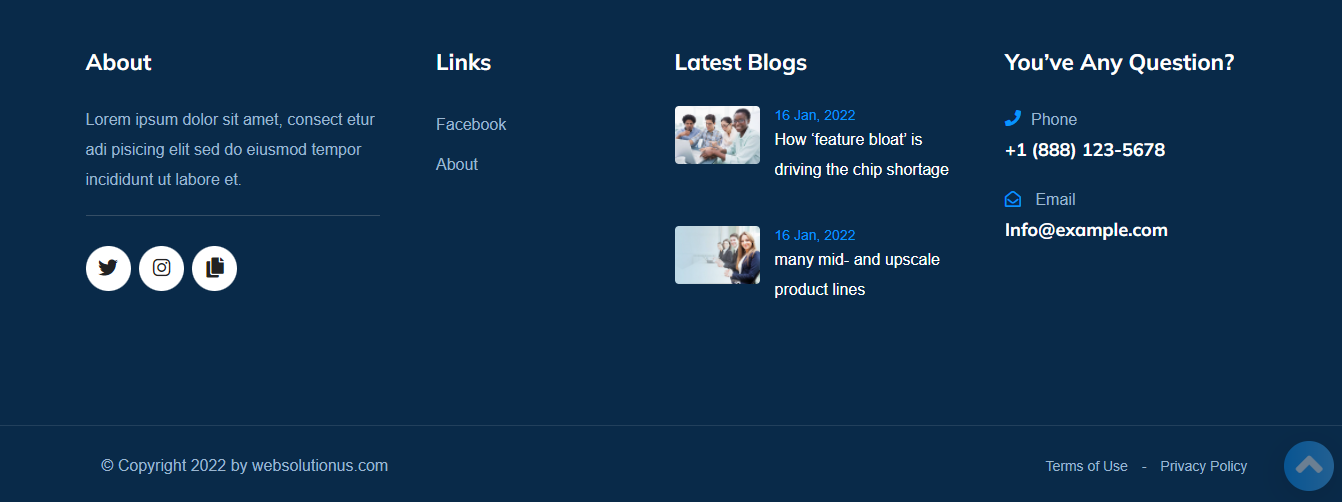 About
Lorem ipsum dolor sit amet, consect etur
adi pisicing elit sed do eiusmod tempor
incididunt ut labore et.
Links
Facebook
About
Latest Blogs
16 Jan, 2022
How ‘feature bloat’ is
driving the chip shortage
16 Jan, 2022
many mid- and upscale
product lines
You’ve Any Question?
Phone
+1 (888) 123-5678
Email
Info@example.com
© Copyright 2022 by websolutionus.com
Terms of Use - Privacy Policy